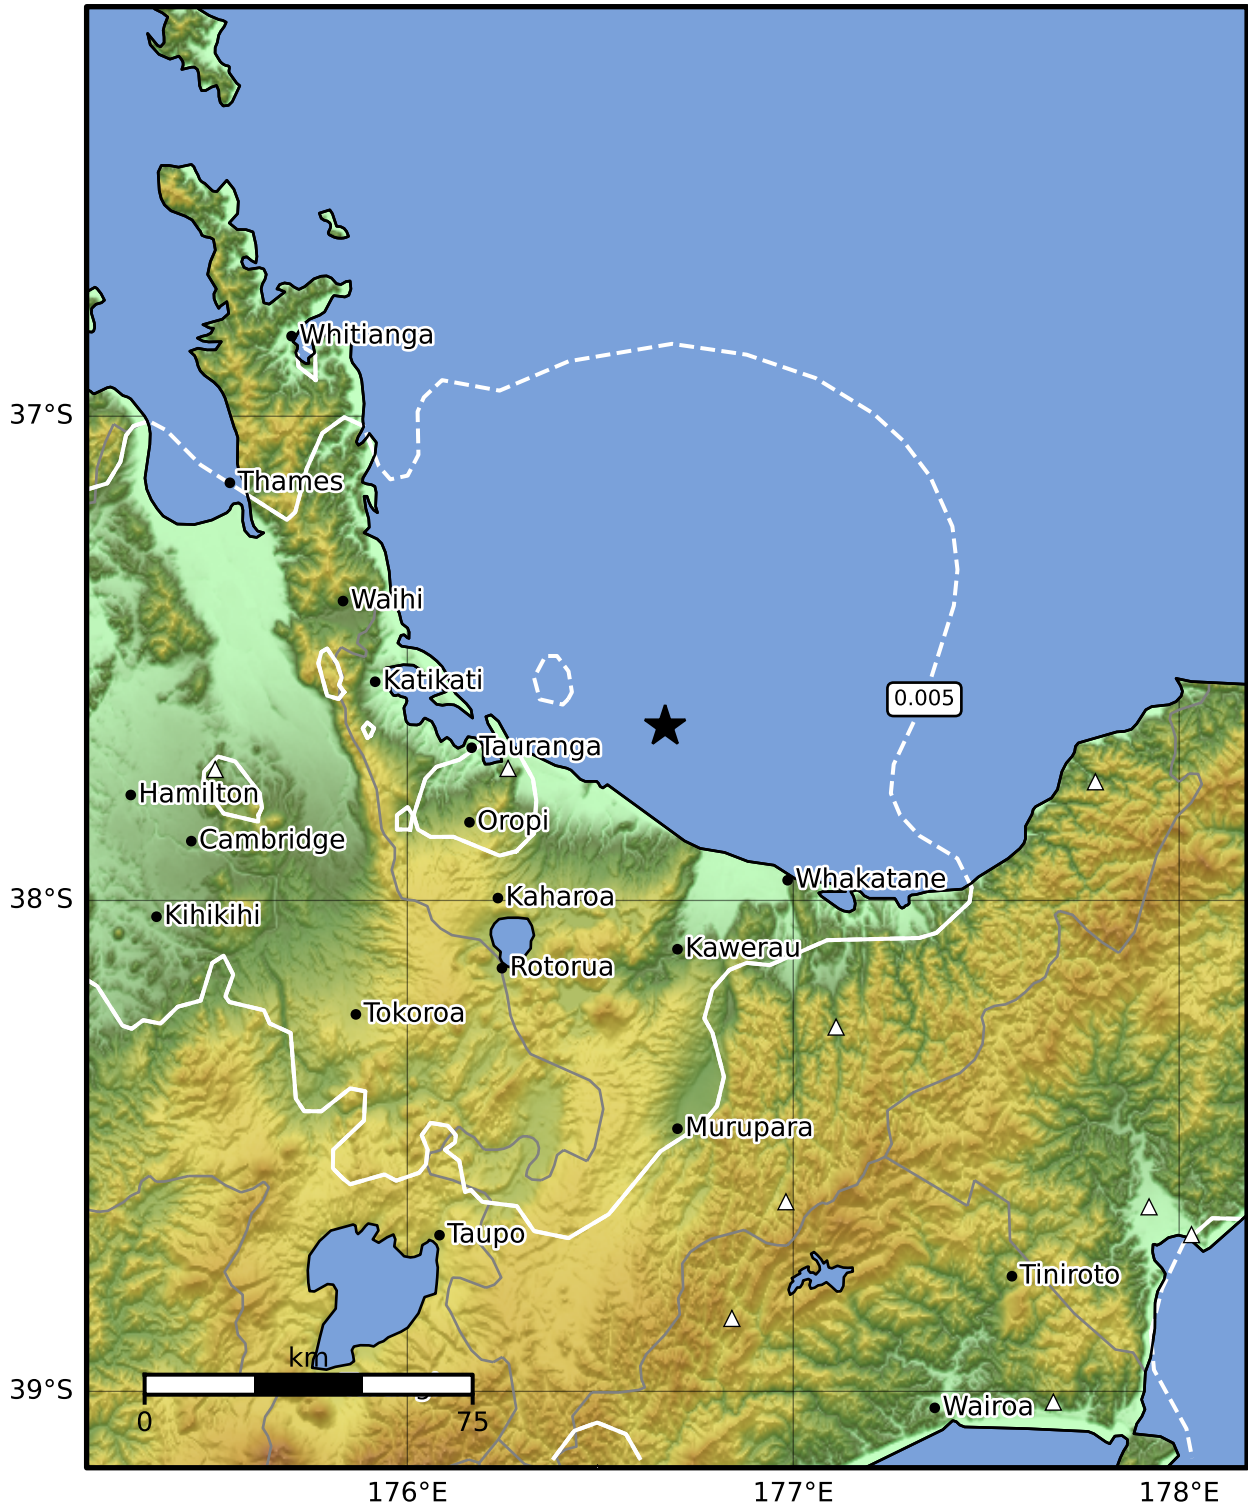 Whitianga
37°S
Thames
Waihi
Katikati
0.005
Tauranga
Hamilton
Oropi
Cambridge
Whakatane
Kaharoa
38°S
Kihikihi
Kawerau
Rotorua
Tokoroa
Murupara
Taupo
Tiniroto
km
39°S
Wairoa
0
75
176°E
177°E
178°E